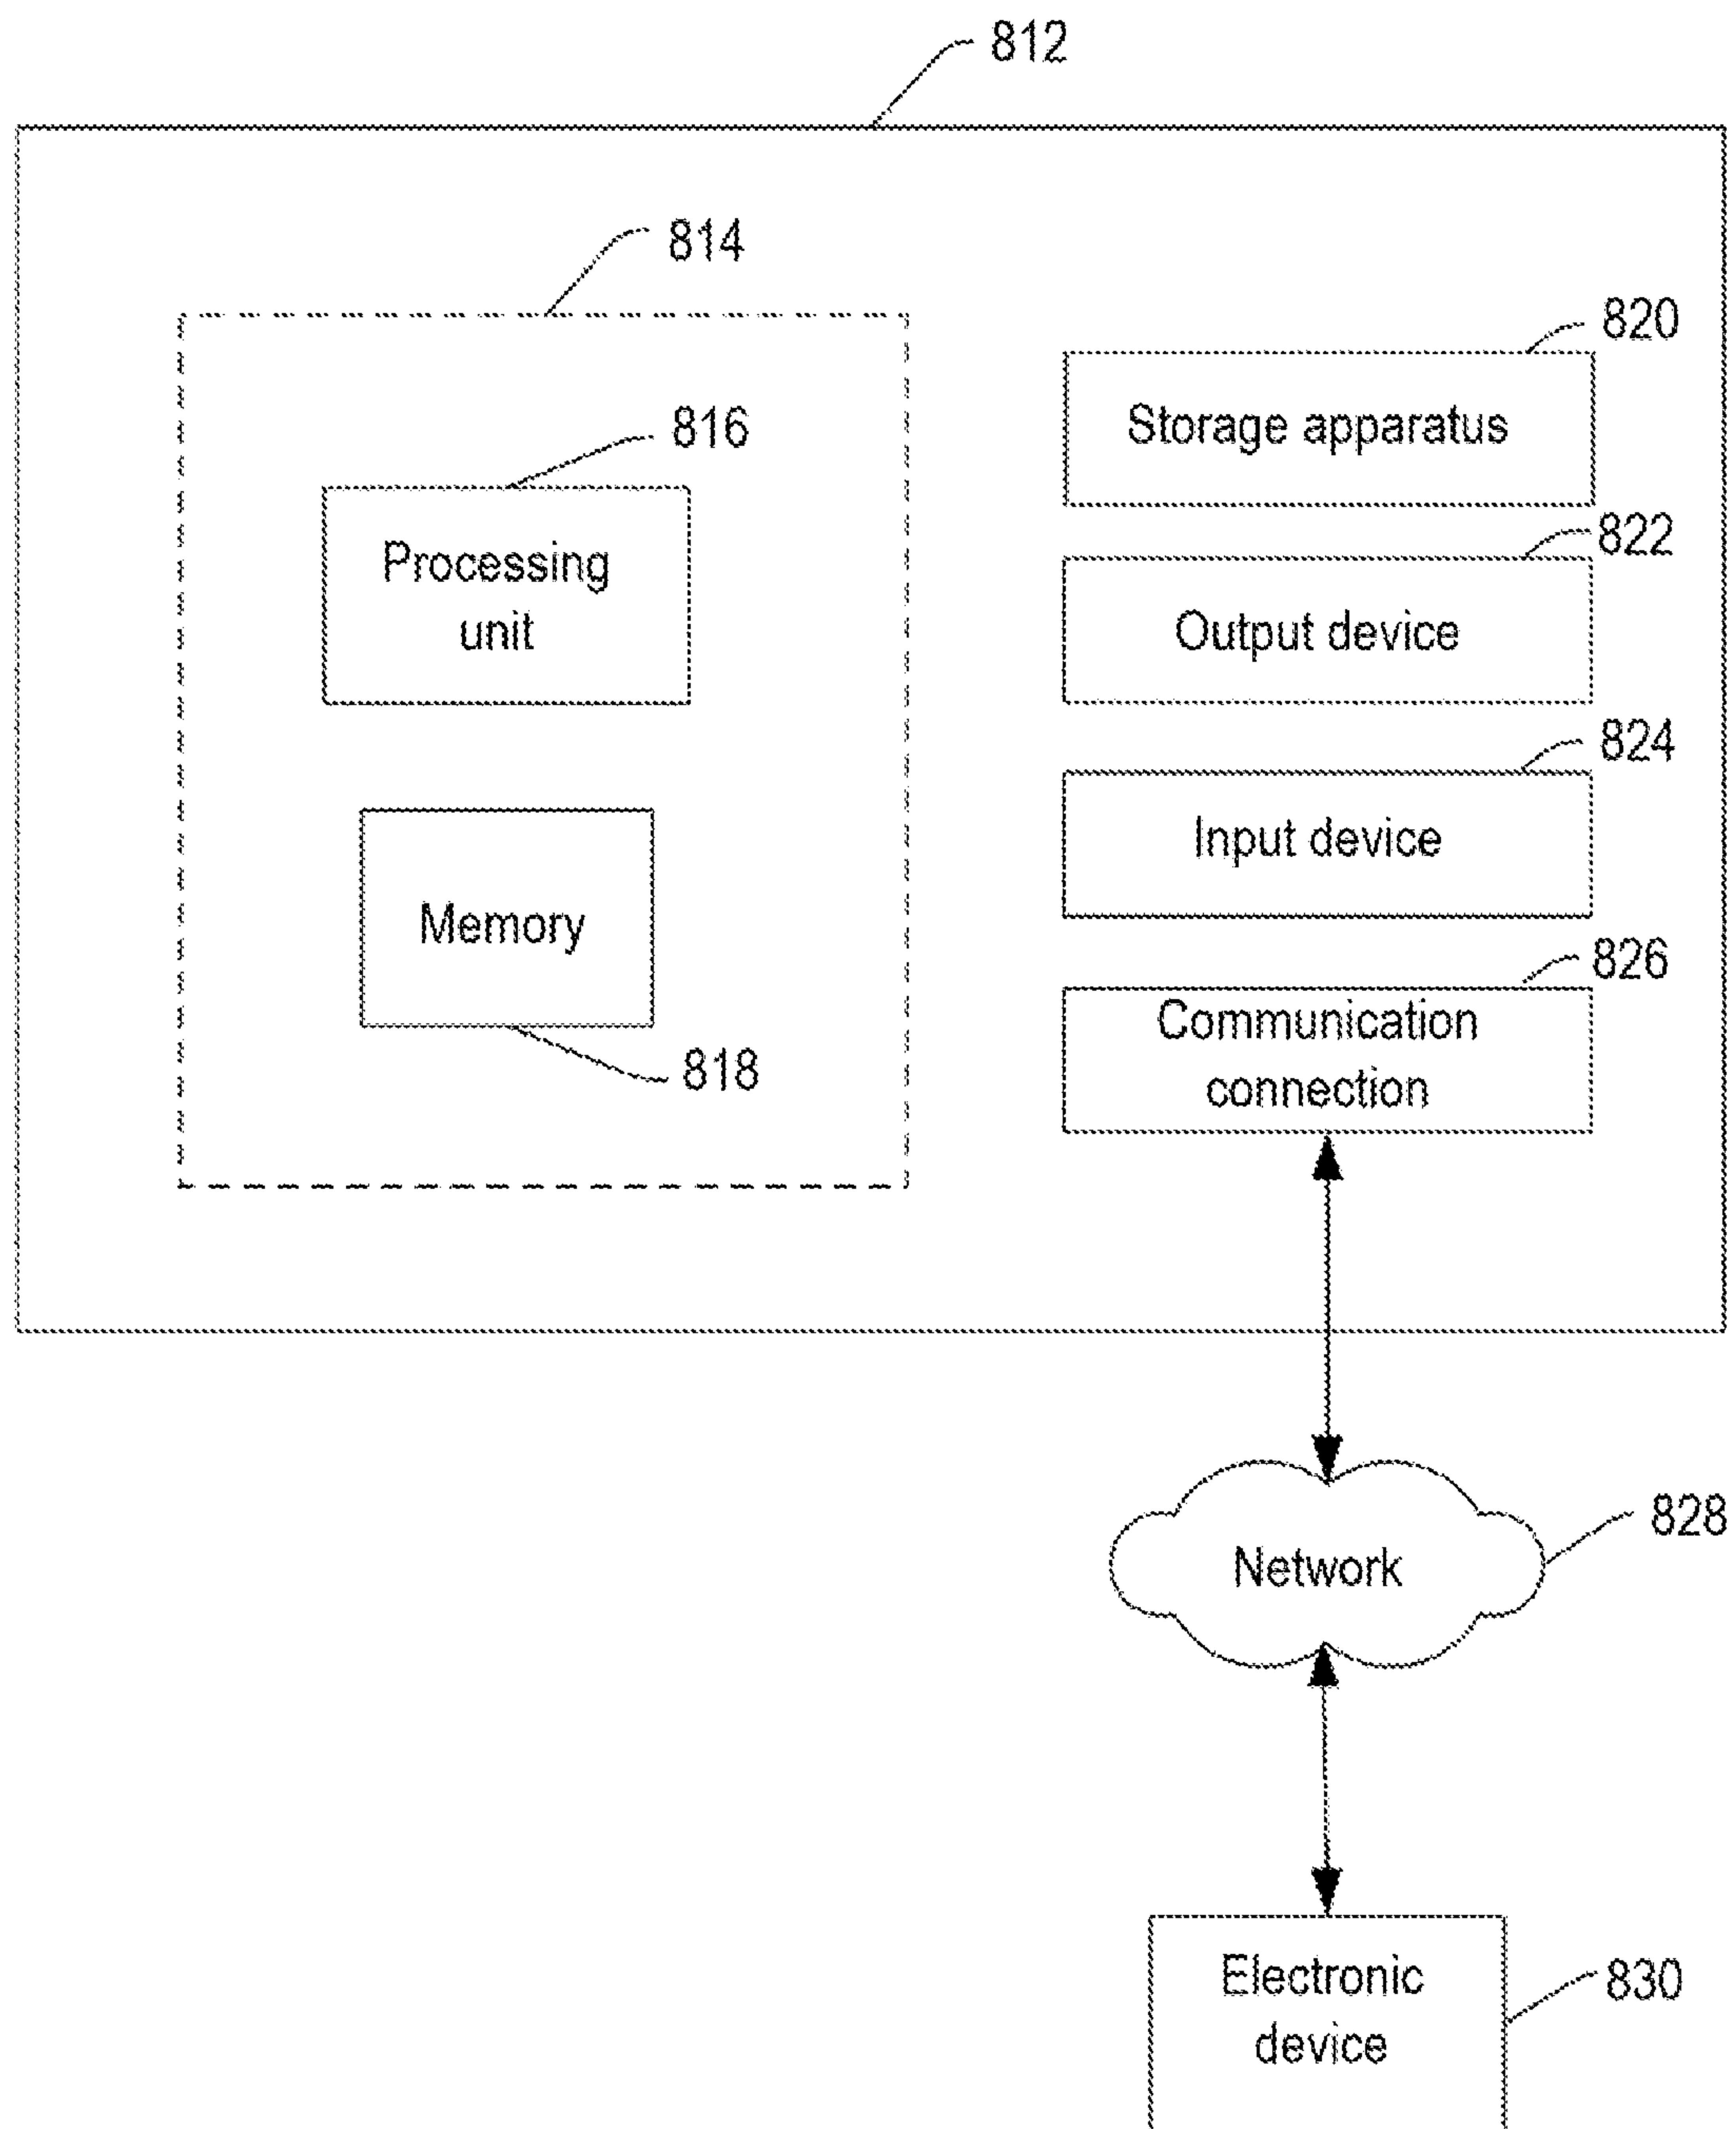 812
814
820
Storage apparatus
816
Processing
unit
822
Output device
824
Input device
Memory
818
826
Communication
connection
828
Network
Electronic
device
830